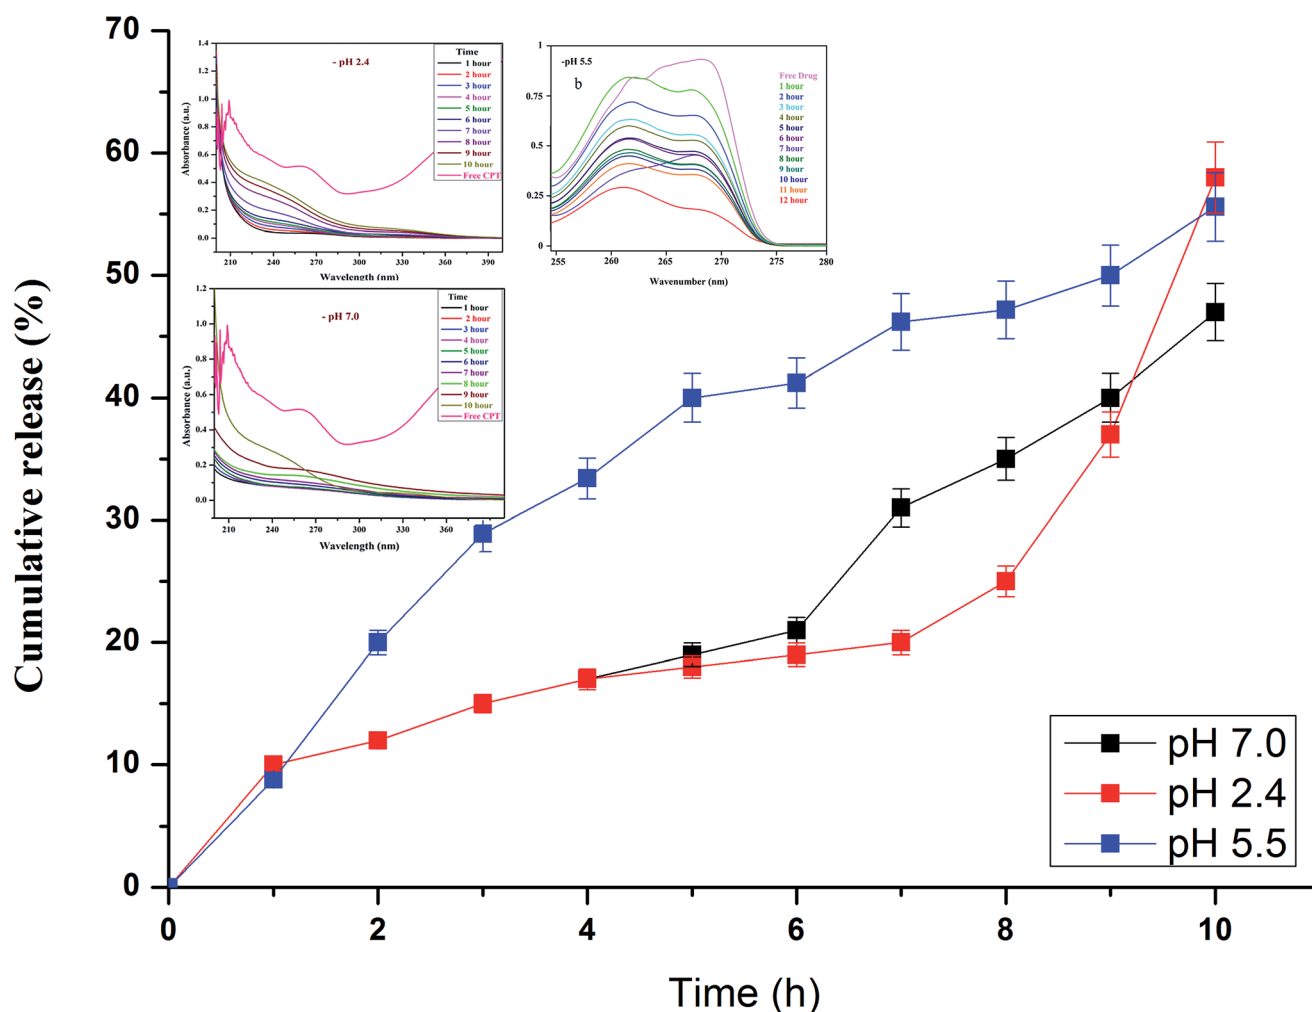 Cumulative release (%)
70
60
50
40
30
20
10
0
0
2
4
6
8
10
Time (h)
pH 7.0
pH 2.4
pH 5.5
- pH 2.4
Absorbance (a.u.)
1.4
1.2
1.0
0.8
0.6
0.4
0.2
0.0
210
240
270
300
330
360
400
Wavelength (nm)
Time
1 hour
2 hour
3 hour
4 hour
5 hour
6 hour
7 hour
8 hour
9 hour
10 hour
Free CPT
-pH 5.5
b
1
0.75
0.5
0.25
0
255
260
265
270
275
280
Wavenumber (nm)
Free Drug
1 hour
2 hour
3 hour
4 hour
5 hour
6 hour
7 hour
8 hour
9 hour
10 hour
11 hour
12 hour
- pH 7.0
Absorbance (a.u.)
1.2
1.0
0.8
0.6
0.4
0.2
0.0
210
240
270
300
330
360
Wavelength (nm)
Time
1 hour
2 hour
3 hour
4 hour
5 hour
6 hour
7 hour
8 hour
9 hour
10 hour
Free CPT